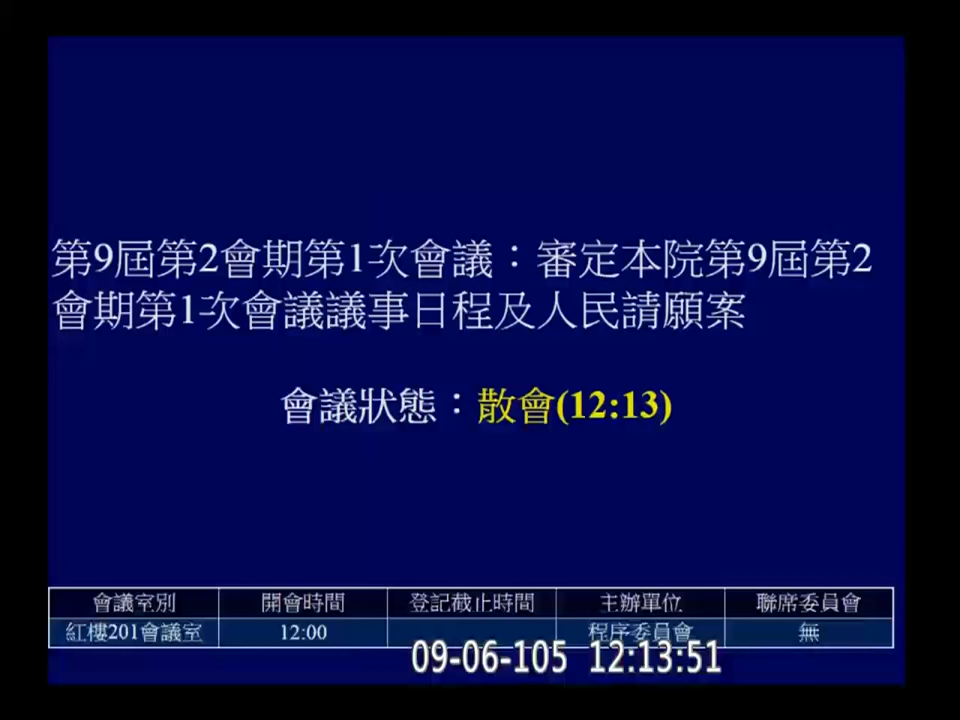 第9屆第2會期第1次會議：審定本院第9屆第2
會期第1次會議議事日程及人民請願案
會議狀態：散會(12:13)
會議室別 開會時間 登記截止時間 主辦單位 聯席委員會
紅樓201會議室 12:00 程序委員會 無
09-06-105 12:13:51